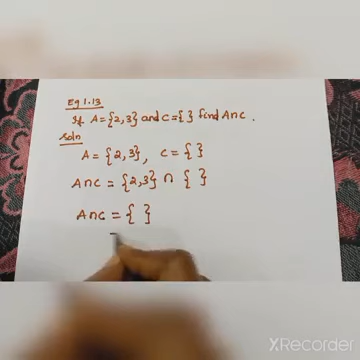 Eg 1.13
If A = {2,3} and C = { } find A∩C.
Soln
A = {2,3}, C = { }
A∩C = {2,3} ∩ { }
A∩C = { }
XRecorder